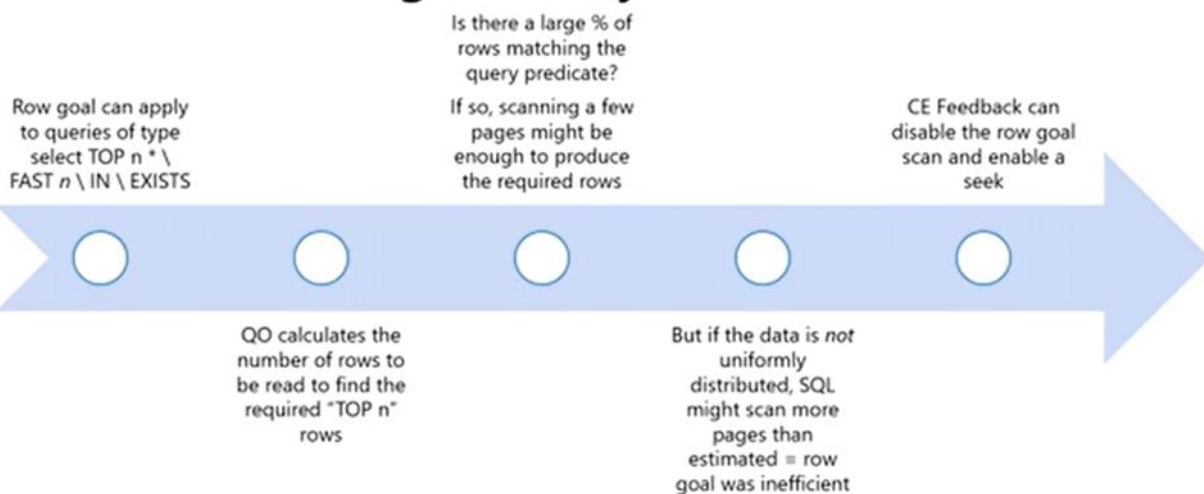 Row goal can apply
to queries of type
select TOP n * \
FAST n \ IN \ EXISTS
QO calculates the
number of rows to
be read to find the
required "TOP n"
rows
Is there a large % of
rows matching the
query predicate?
If so, scanning a few
pages might be
enough to produce
the required rows
But if the data is not
uniformly
distributed, SQL
might scan more
pages than
estimated = row
goal was inefficient
CE Feedback can
disable the row goal
scan and enable a
seek